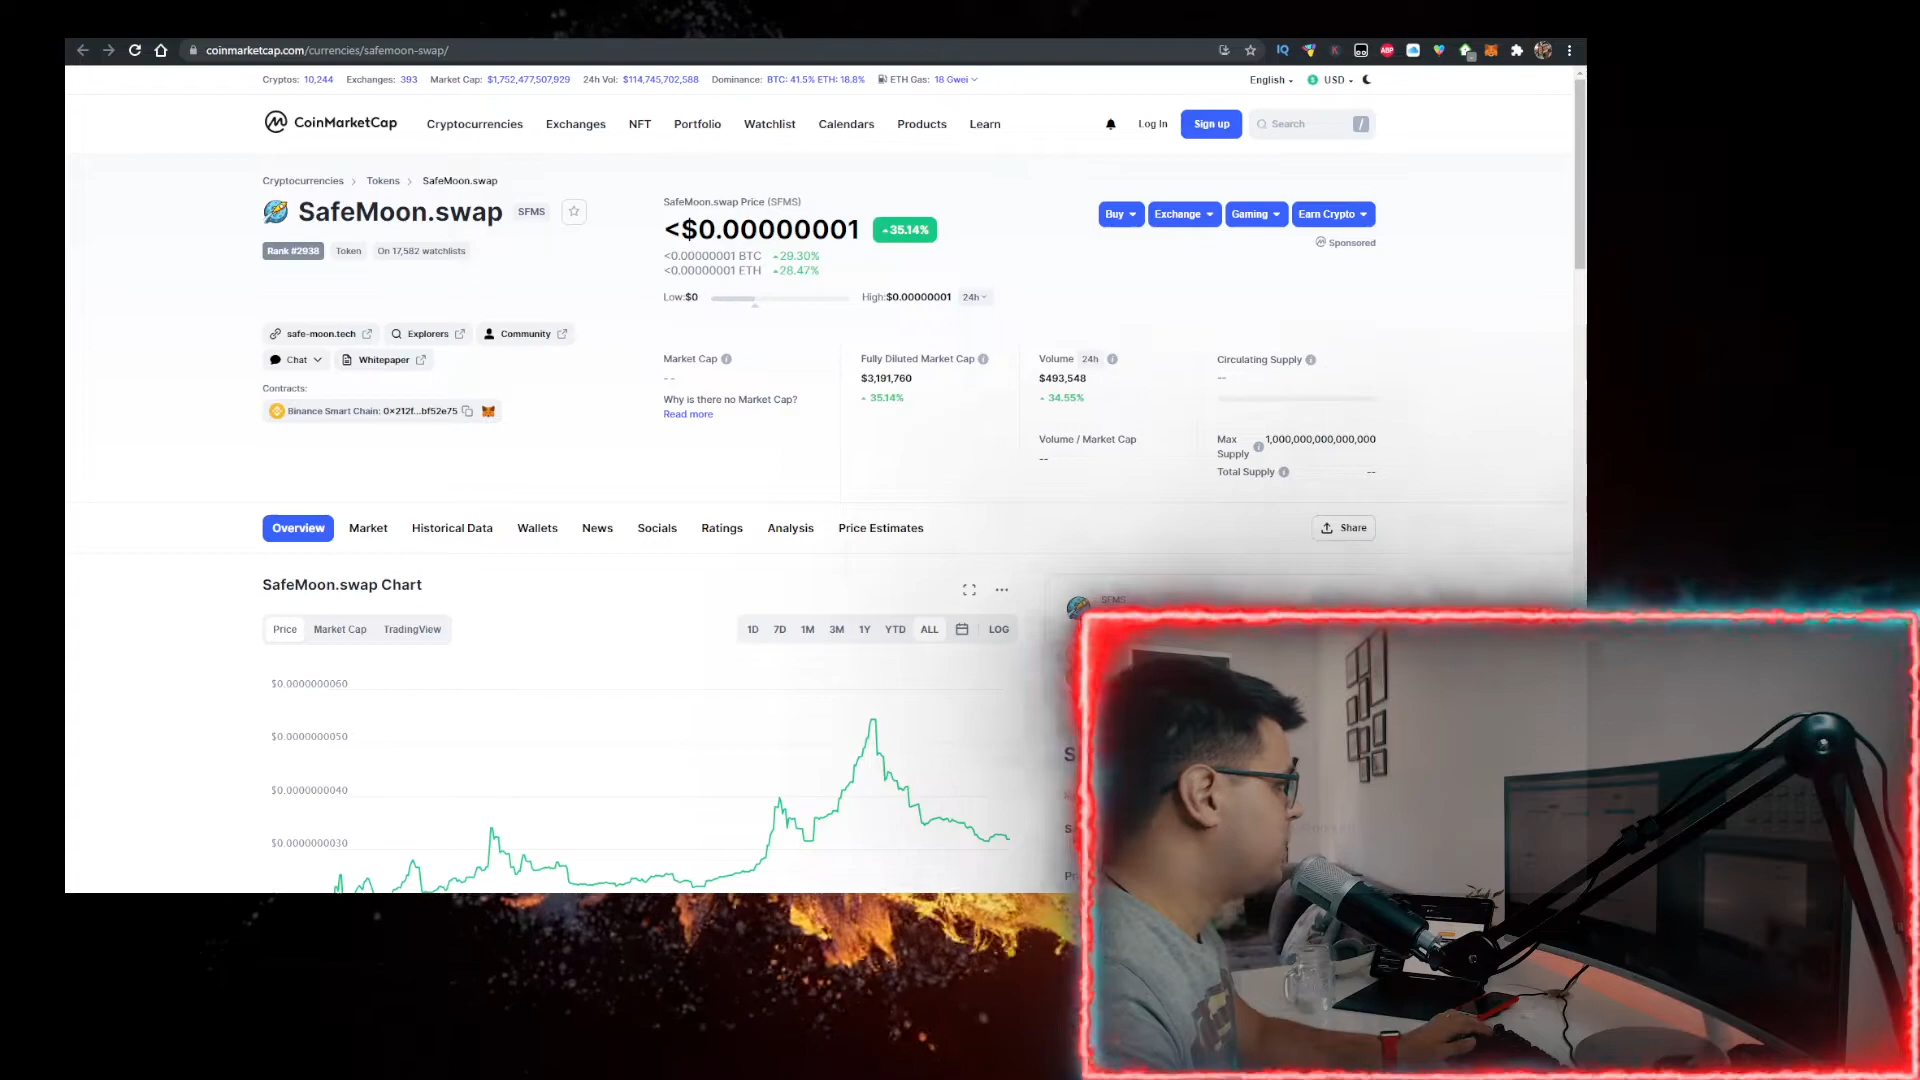 coinmarketcap.com/currencies/safemoon-swap/
Cryptos: 10,244 Exchanges: 393 Market Cap: $1,752,477,507,929 24h Vol: $114,745,702,588 Dominance: BTC: 41.5% ETH: 18.8% ETH Gas: 18 Gwei
English USD
CoinMarketCap Cryptocurrencies Exchanges NFT Portfolio Watchlist Calendars Products Learn Log In Sign up Search /
Cryptocurrencies > Tokens > SafeMoon.swap
SafeMoon.swap SFMS
Rank #2938 Token On 17,582 watchlists
safe-moon.tech Explorers Community
Chat Whitepaper
Contracts:
Binance Smart Chain: 0x212f...bf52e75
SafeMoon.swap Price (SFMS)
<$0.00000001 35.14%
<0.00000001 BTC 29.30%
<0.00000001 ETH 28.47%
Low:$0 High:$0.00000001 24h
Buy Exchange Gaming Earn Crypto
Sponsored
Market Cap
- -
Why is there no Market Cap?
Read more
Fully Diluted Market Cap
$3,191,760
35.14%
Volume 24h
$493,548
34.55%
Volume / Market Cap
--
Circulating Supply
--
Max Supply 1,000,000,000,000,000
Total Supply --
Overview Market Historical Data Wallets News Socials Ratings Analysis Price Estimates Share
SafeMoon.swap Chart
Price Market Cap TradingView 1D 7D 1M 3M 1Y YTD ALL LOG
$0.0000000060
$0.0000000050
$0.0000000040
$0.0000000030
SFMS